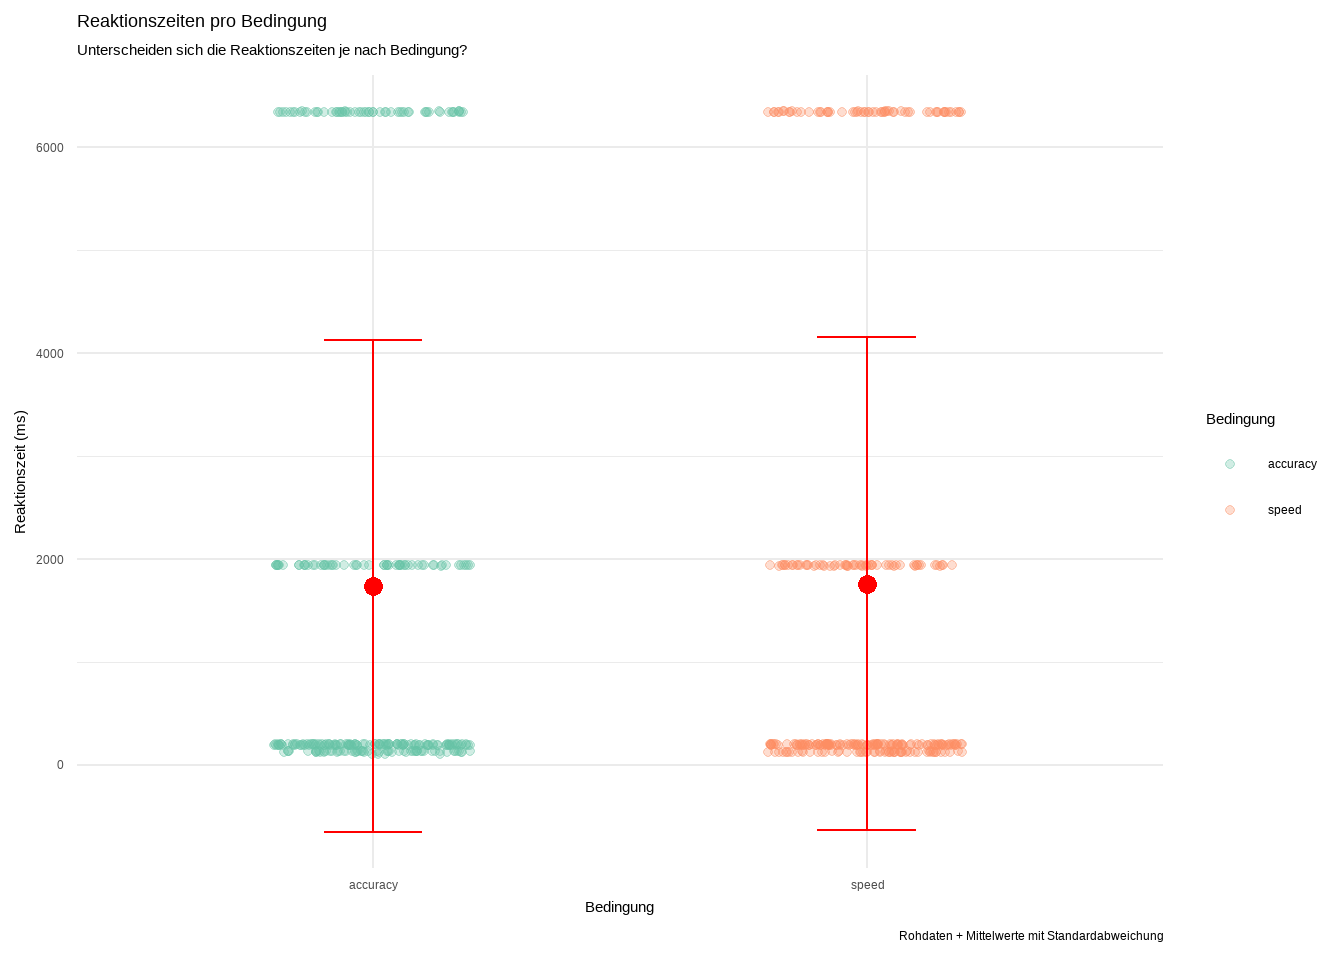 Reaktionszeiten pro Bedingung
Unterscheiden sich die Reaktionszeiten je nach Bedingung?
6000
4000
2000
0
Reaktionszeit (ms)
accuracy
speed
Bedingung
Bedingung
accuracy
speed
Rohdaten + Mittelwerte mit Standardabweichung